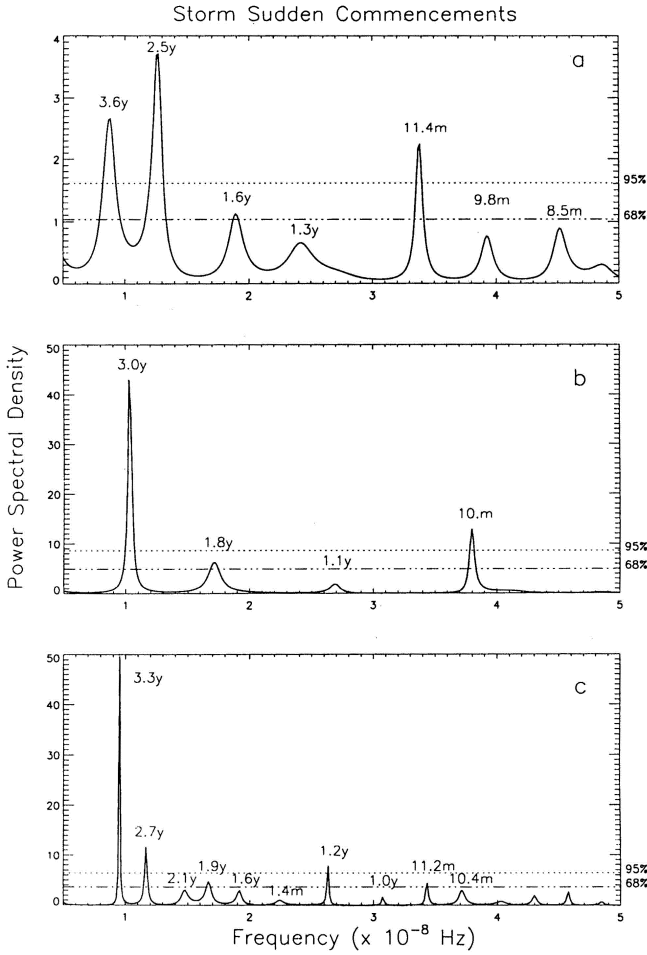 Storm Sudden Commencements
a
2.5y
3.6y
11.4m
1.6y
1.3y
9.8m
8.5m
95%
68%
4
3
2
1
0
1 2 3 4 5
b
3.0y
1.8y
1.1y
10.m
95%
68%
50
40
30
20
10
0
1 2 3 4 5
Power Spectral Density
c
3.3y
2.7y
2.1y
1.9y
1.6y
1.4m
1.2y
1.0y
11.2m
10.4m
95%
68%
50
40
30
20
10
0
1 2 3 4 5
Frequency (x 10⁻⁸ Hz)